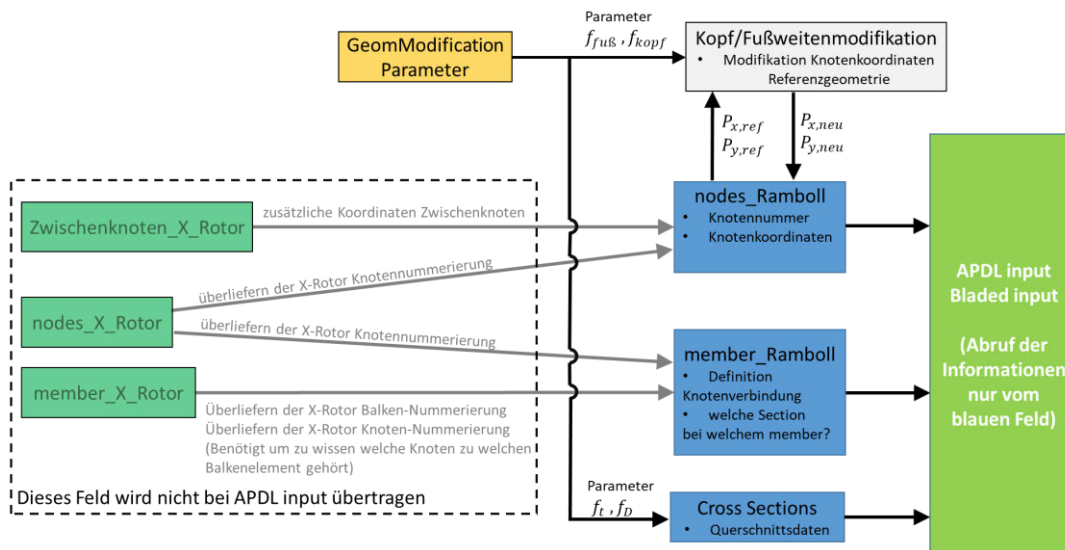 GeomModification
Parameter
Parameter
f_fuß , f_kopf
Kopf/Fußweitenmodifikation
• Modifikation Knotenkoordinaten
Referenzgeometrie
P_x,ref
P_y,ref
P_x,neu
P_y,neu
Zwischenknoten_X_Rotor
zusätzliche Koordinaten Zwischenknoten
nodes_Ramboll
• Knotennummer
• Knotenkoordinaten
überliefern der X-Rotor Knotennummerierung
nodes_X_Rotor
überliefern der X-Rotor Knotennummerierung
member_X_Rotor
Überliefern der X-Rotor Balken-Nummerierung
Überliefern der X-Rotor Knoten-Nummerierung
(Benötigt um zu wissen welche Knoten zu welchen
Balkenelement gehört)
Dieses Feld wird nicht bei APDL input übertragen
member_Ramboll
• Definition
Knotenverbindung
• welche Section
bei welchem member?
Parameter
f_t , f_D
Cross Sections
• Querschnittsdaten
APDL input
Bladed input
(Abruf der
Informationen
nur vom
blauen Feld)